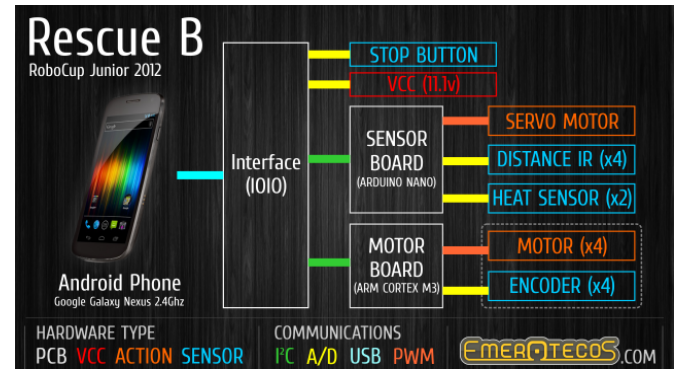 Rescue B
RoboCup Junior 2012
Android Phone
Google Galaxy Nexus 2.4Ghz
Interface
(IOIO)
STOP BUTTON
VCC (11.1v)
SENSOR
BOARD
(ARDUINO NANO)
SERVO MOTOR
DISTANCE IR (x4)
HEAT SENSOR (x2)
MOTOR
BOARD
(ARM CORTEX M3)
MOTOR (x4)
ENCODER (x4)
HARDWARE TYPE
PCB VCC ACTION SENSOR
COMMUNICATIONS
I²C A/D USB PWM
EMEROTECOS.COM